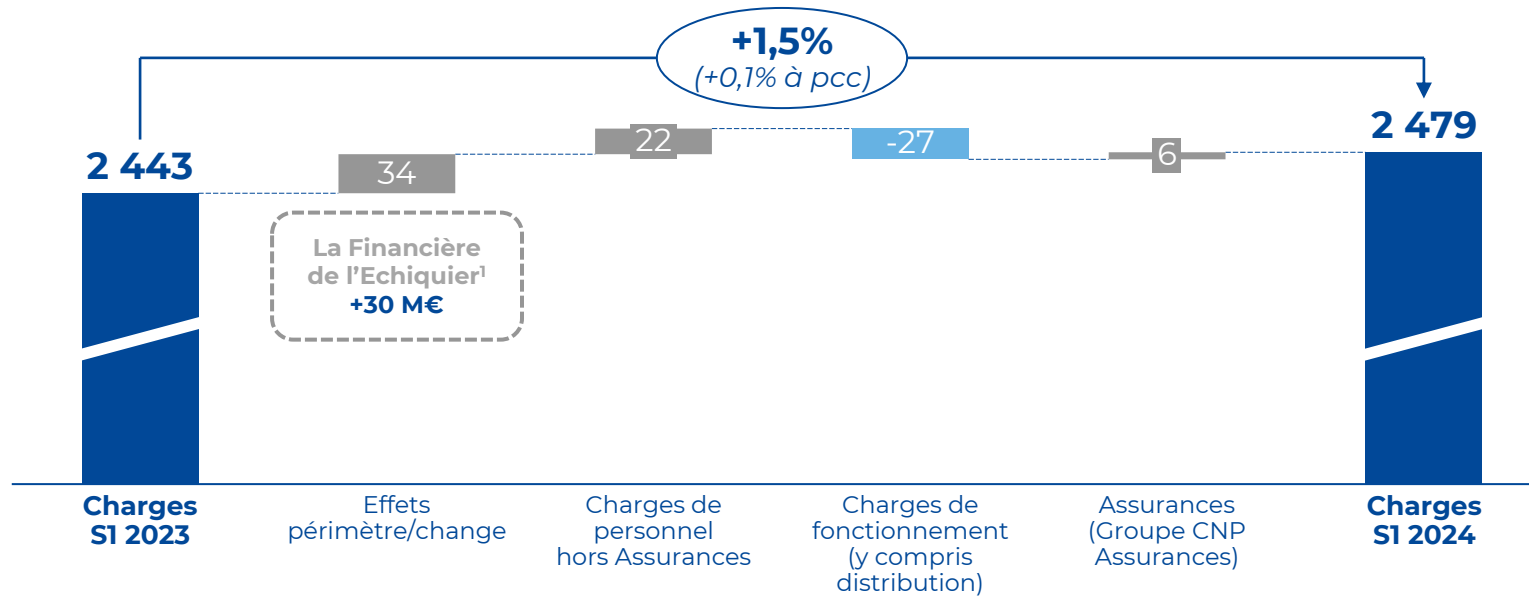 +1,5%
(+0,1% à pcc)
2 443
34
22
-27
6
2 479
La Financière
de l’Echiquier¹
+30 M€
Charges
S1 2023
Effets
périmètre/change
Charges de
personnel
hors Assurances
Charges de
fonctionnement
(y compris
distribution)
Assurances
(Groupe CNP
Assurances)
Charges
S1 2024